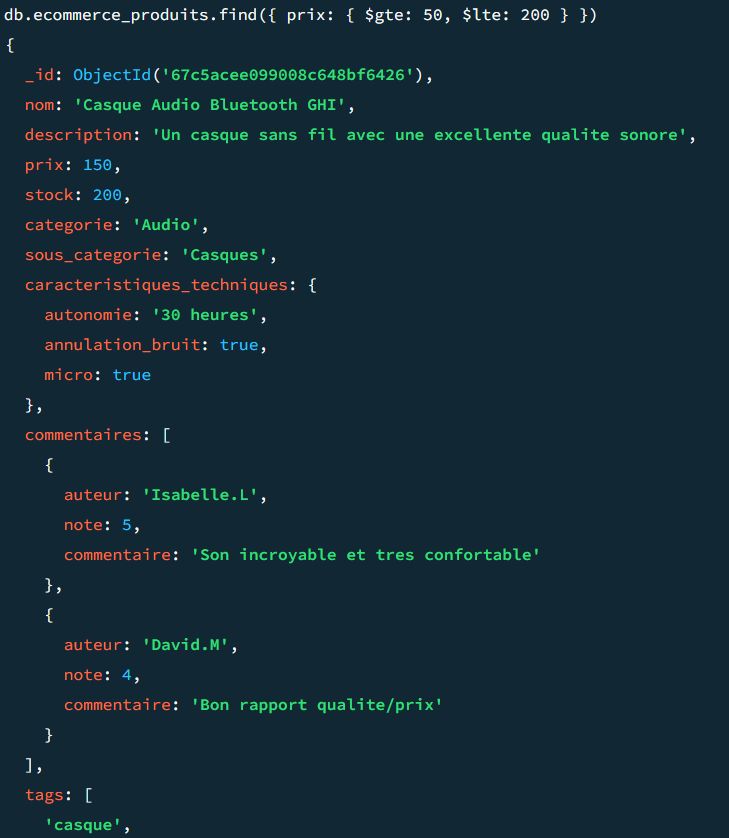 db.ecommerce_produits.find({ prix: { $gte: 50, $lte: 200 } })
{
  _id: ObjectId('67c5acee099008c648bf6426'),
  nom: 'Casque Audio Bluetooth GHI',
  description: 'Un casque sans fil avec une excellente qualite sonore',
  prix: 150,
  stock: 200,
  categorie: 'Audio',
  sous_categorie: 'Casques',
  caracteristiques_techniques: {
    autonomie: '30 heures',
    annulation_bruit: true,
    micro: true
  },
  commentaires: [
    {
      auteur: 'Isabelle.L',
      note: 5,
      commentaire: 'Son incroyable et tres confortable'
    },
    {
      auteur: 'David.M',
      note: 4,
      commentaire: 'Bon rapport qualite/prix'
    }
  ],
  tags: [
    'casque',